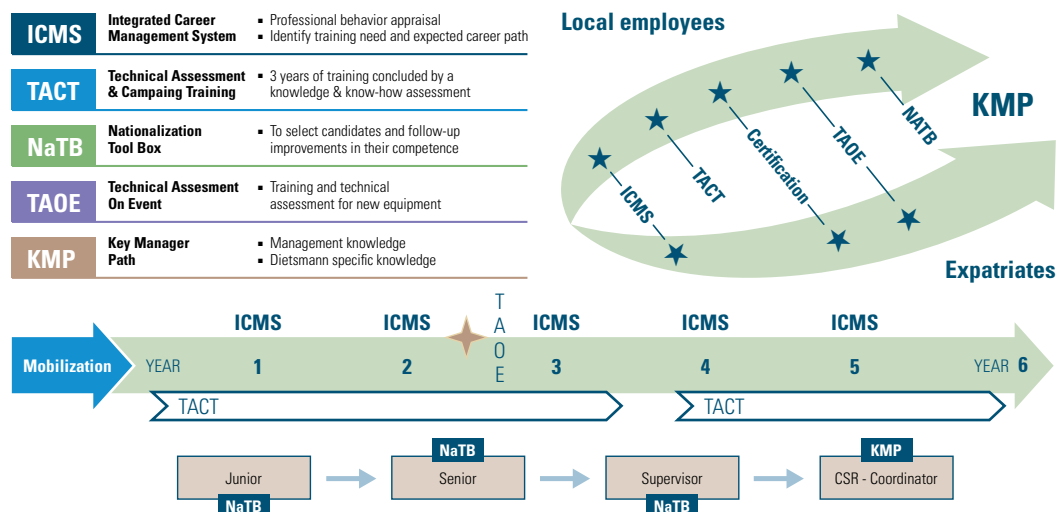 ICMS
Integrated Career
Management System
▪ Professional behavior appraisal
▪ Identify training need and expected career path
TACT
Technical Assessment
& Campaing Training
▪ 3 years of training concluded by a
knowledge & know-how assessment
NaTB
Nationalization
Tool Box
▪ To select candidates and follow-up
improvements in their competence
TAOE
Technical Assesment
On Event
▪ Training and technical
assessment for new equipment
KMP
Key Manager
Path
▪ Management knowledge
▪ Dietsmann specific knowledge
Local employees
KMP
ICMS
TACT
Certification
TAOE
NATB
Expatriates
ICMS
ICMS
TAOE
ICMS
ICMS
ICMS
Mobilization
YEAR 1 2 3 4 5 YEAR 6
TACT
TACT
Junior
NaTB
NaTB
Senior
Supervisor
NaTB
KMP
CSR - Coordinator